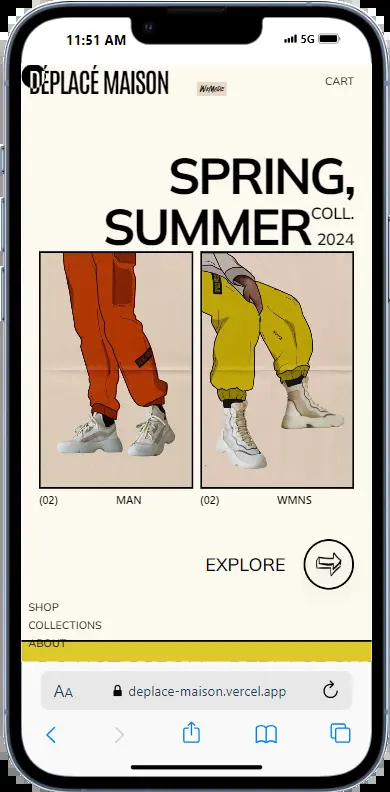 11:51 AM
5G
DÉPLACÉ MAISON
CART
SPRING,
SUMMER
COLL.
2024
(02) MAN
(02) WMNS
EXPLORE
SHOP
COLLECTIONS
ABOUT
AA
deplace-maison.vercel.app